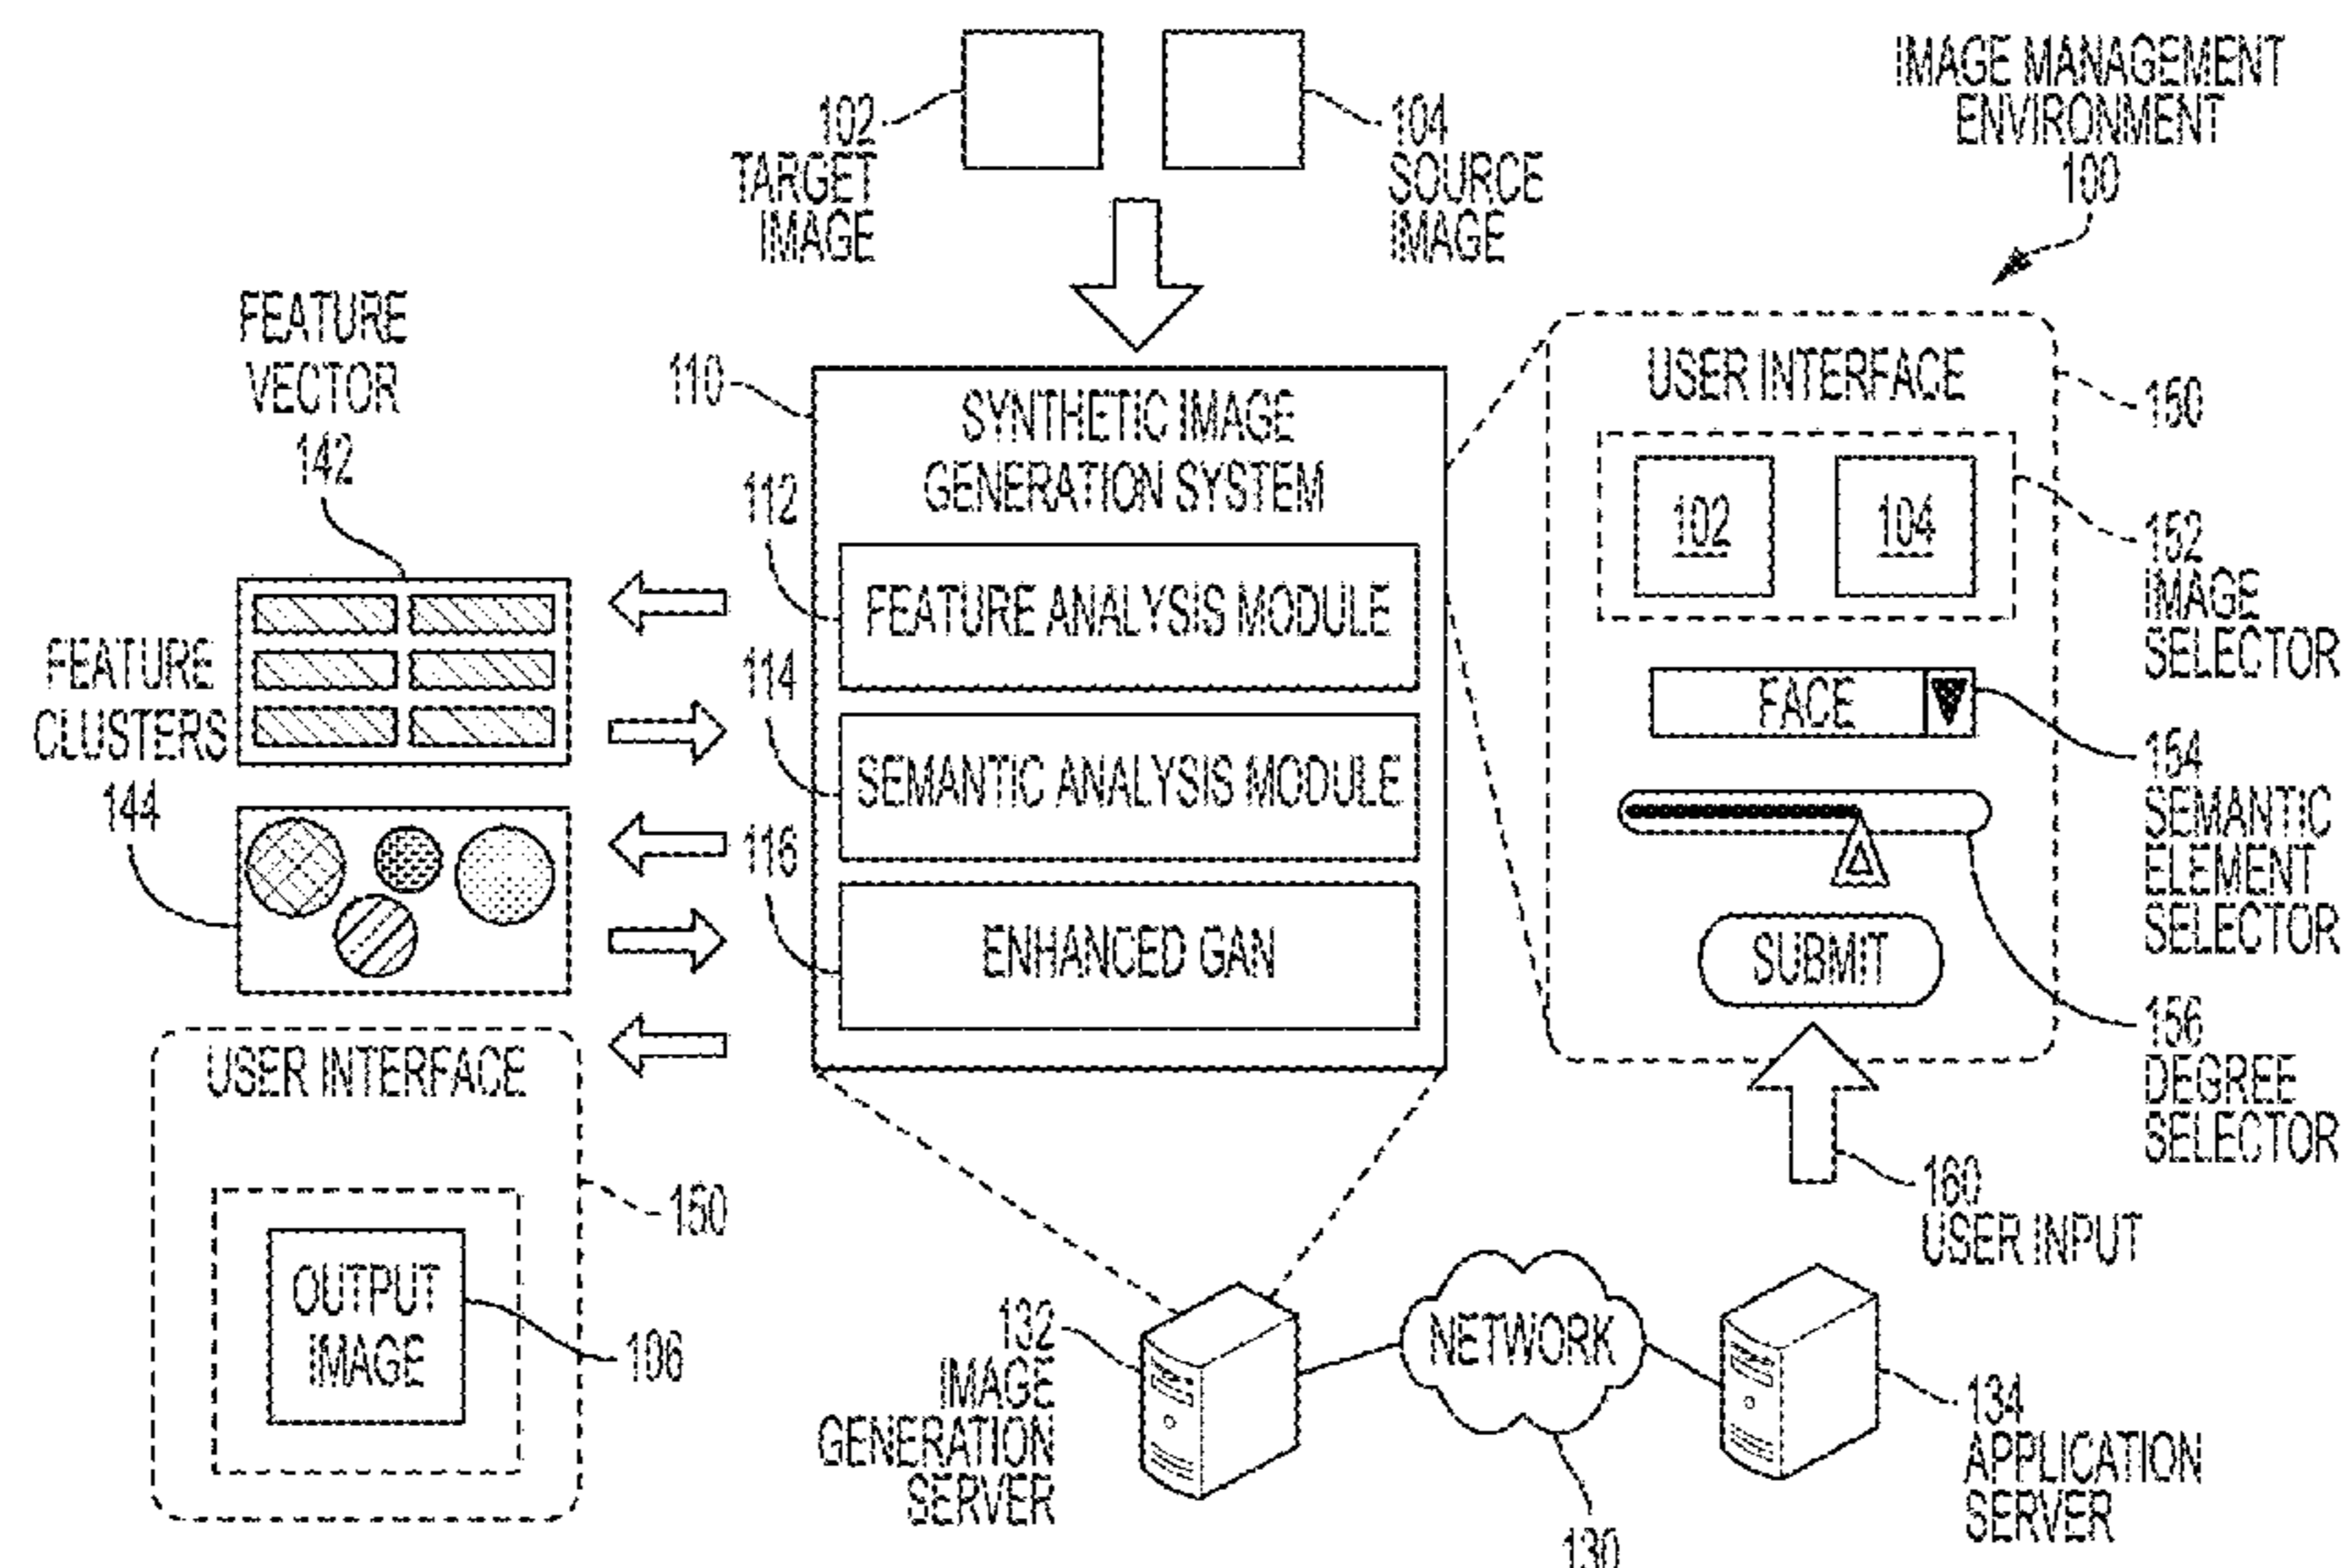 102
TARGET
IMAGE
104
SOURCE
IMAGE
IMAGE MANAGEMENT
ENVIRONMENT
100
FEATURE
VECTOR
142
FEATURE
CLUSTERS
144
110
SYNTHETIC IMAGE
GENERATION SYSTEM
112
FEATURE ANALYSIS MODULE
114
SEMANTIC ANALYSIS MODULE
116
ENHANCED GAN
USER INTERFACE
150
102
104
152
IMAGE
SELECTOR
FACE
154
SEMANTIC
ELEMENT
SELECTOR
SUBMIT
156
DEGREE
SELECTOR
160
USER INPUT
USER INTERFACE
150
OUTPUT
IMAGE
106
132
IMAGE
GENERATION
SERVER
NETWORK
130
134
APPLICATION
SERVER